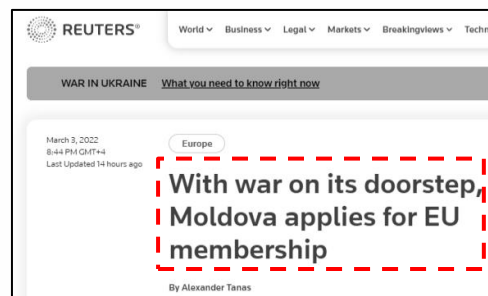 REUTERS®
World Business Legal Markets Breakingviews
WAR IN UKRAINE What you need to know right now
March 3, 2022
8:44 PM GMT+4
Last Updated 14 hours ago
Europe
With war on its doorstep,
Moldova applies for EU
membership
By Alexander Tanas